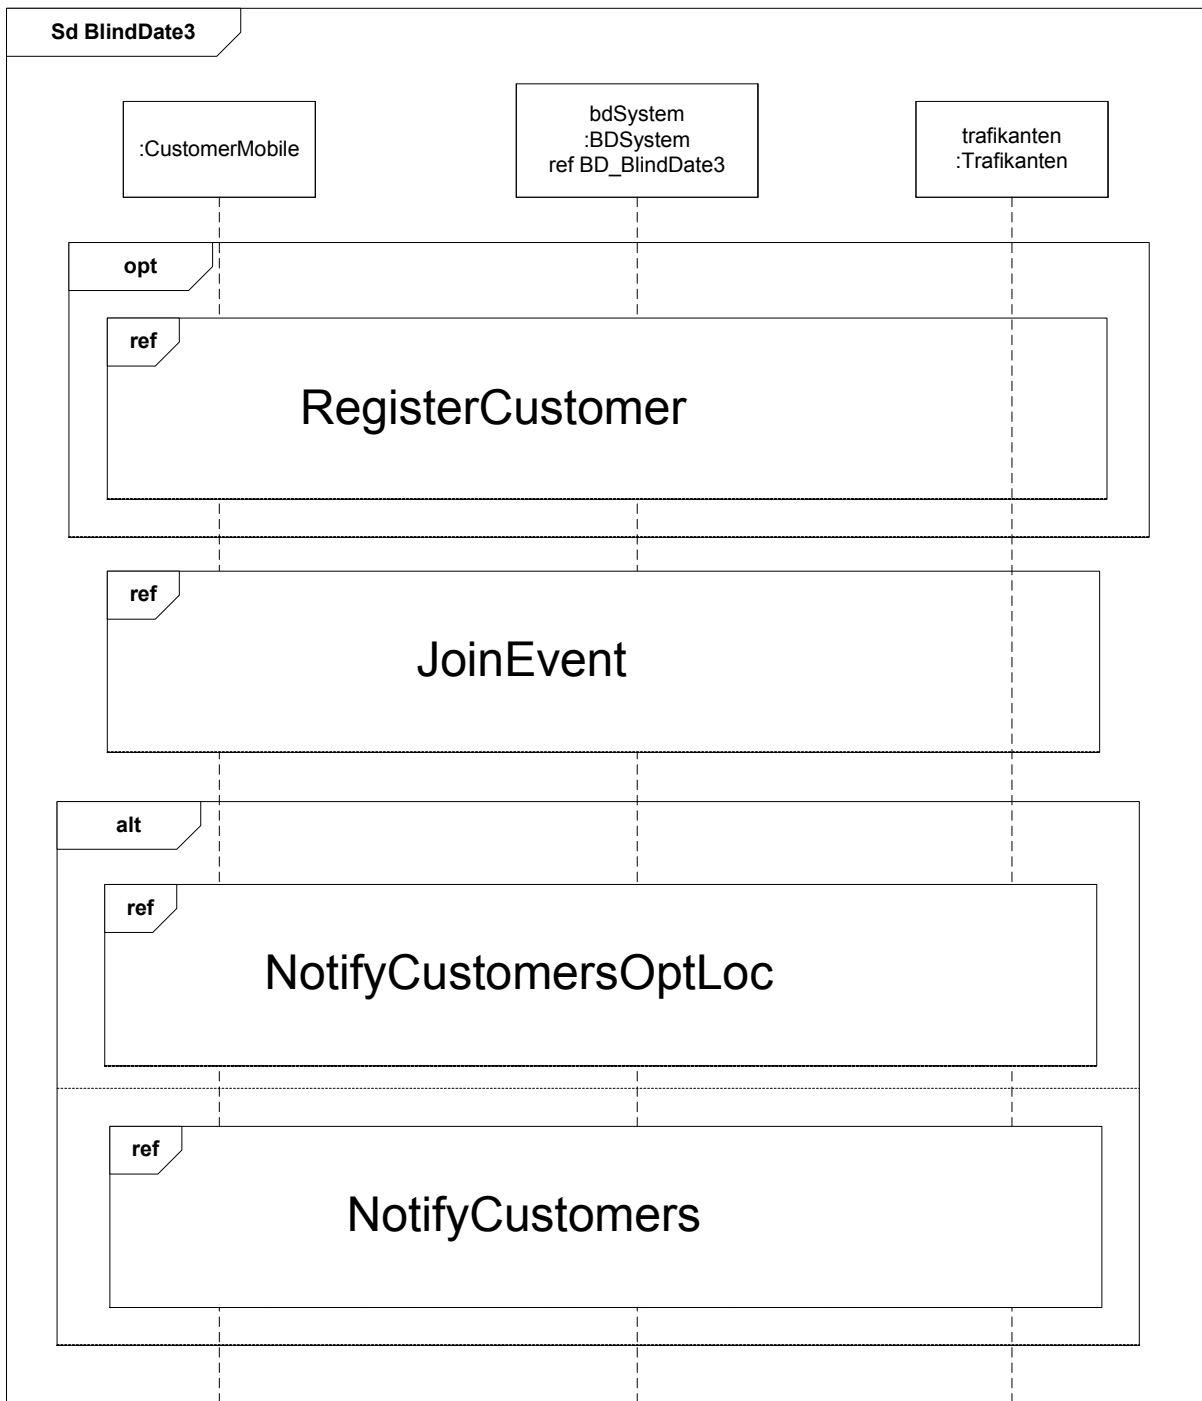 Sd BlindDate3
:CustomerMobile
bdSystem
:BDSystem
ref BD_BlindDate3
trafikanten
:Trafikanten
opt
ref
RegisterCustomer
ref
JoinEvent
alt
ref
NotifyCustomersOptLoc
ref
NotifyCustomers